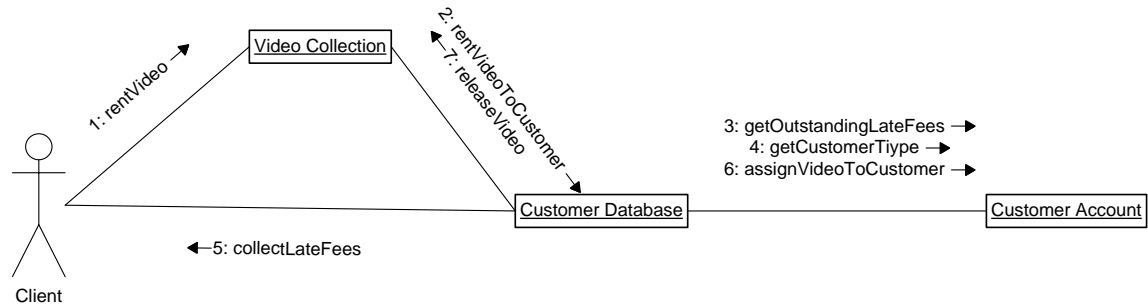 Video Collection
1: rentVideo
2: rentVideoToCustomer
7: releaseVideo
3: getOutstandingLateFees
4: getCustomerTiype
6: assignVideoToCustomer
Customer Database
Customer Account
5: collectLateFees
Client